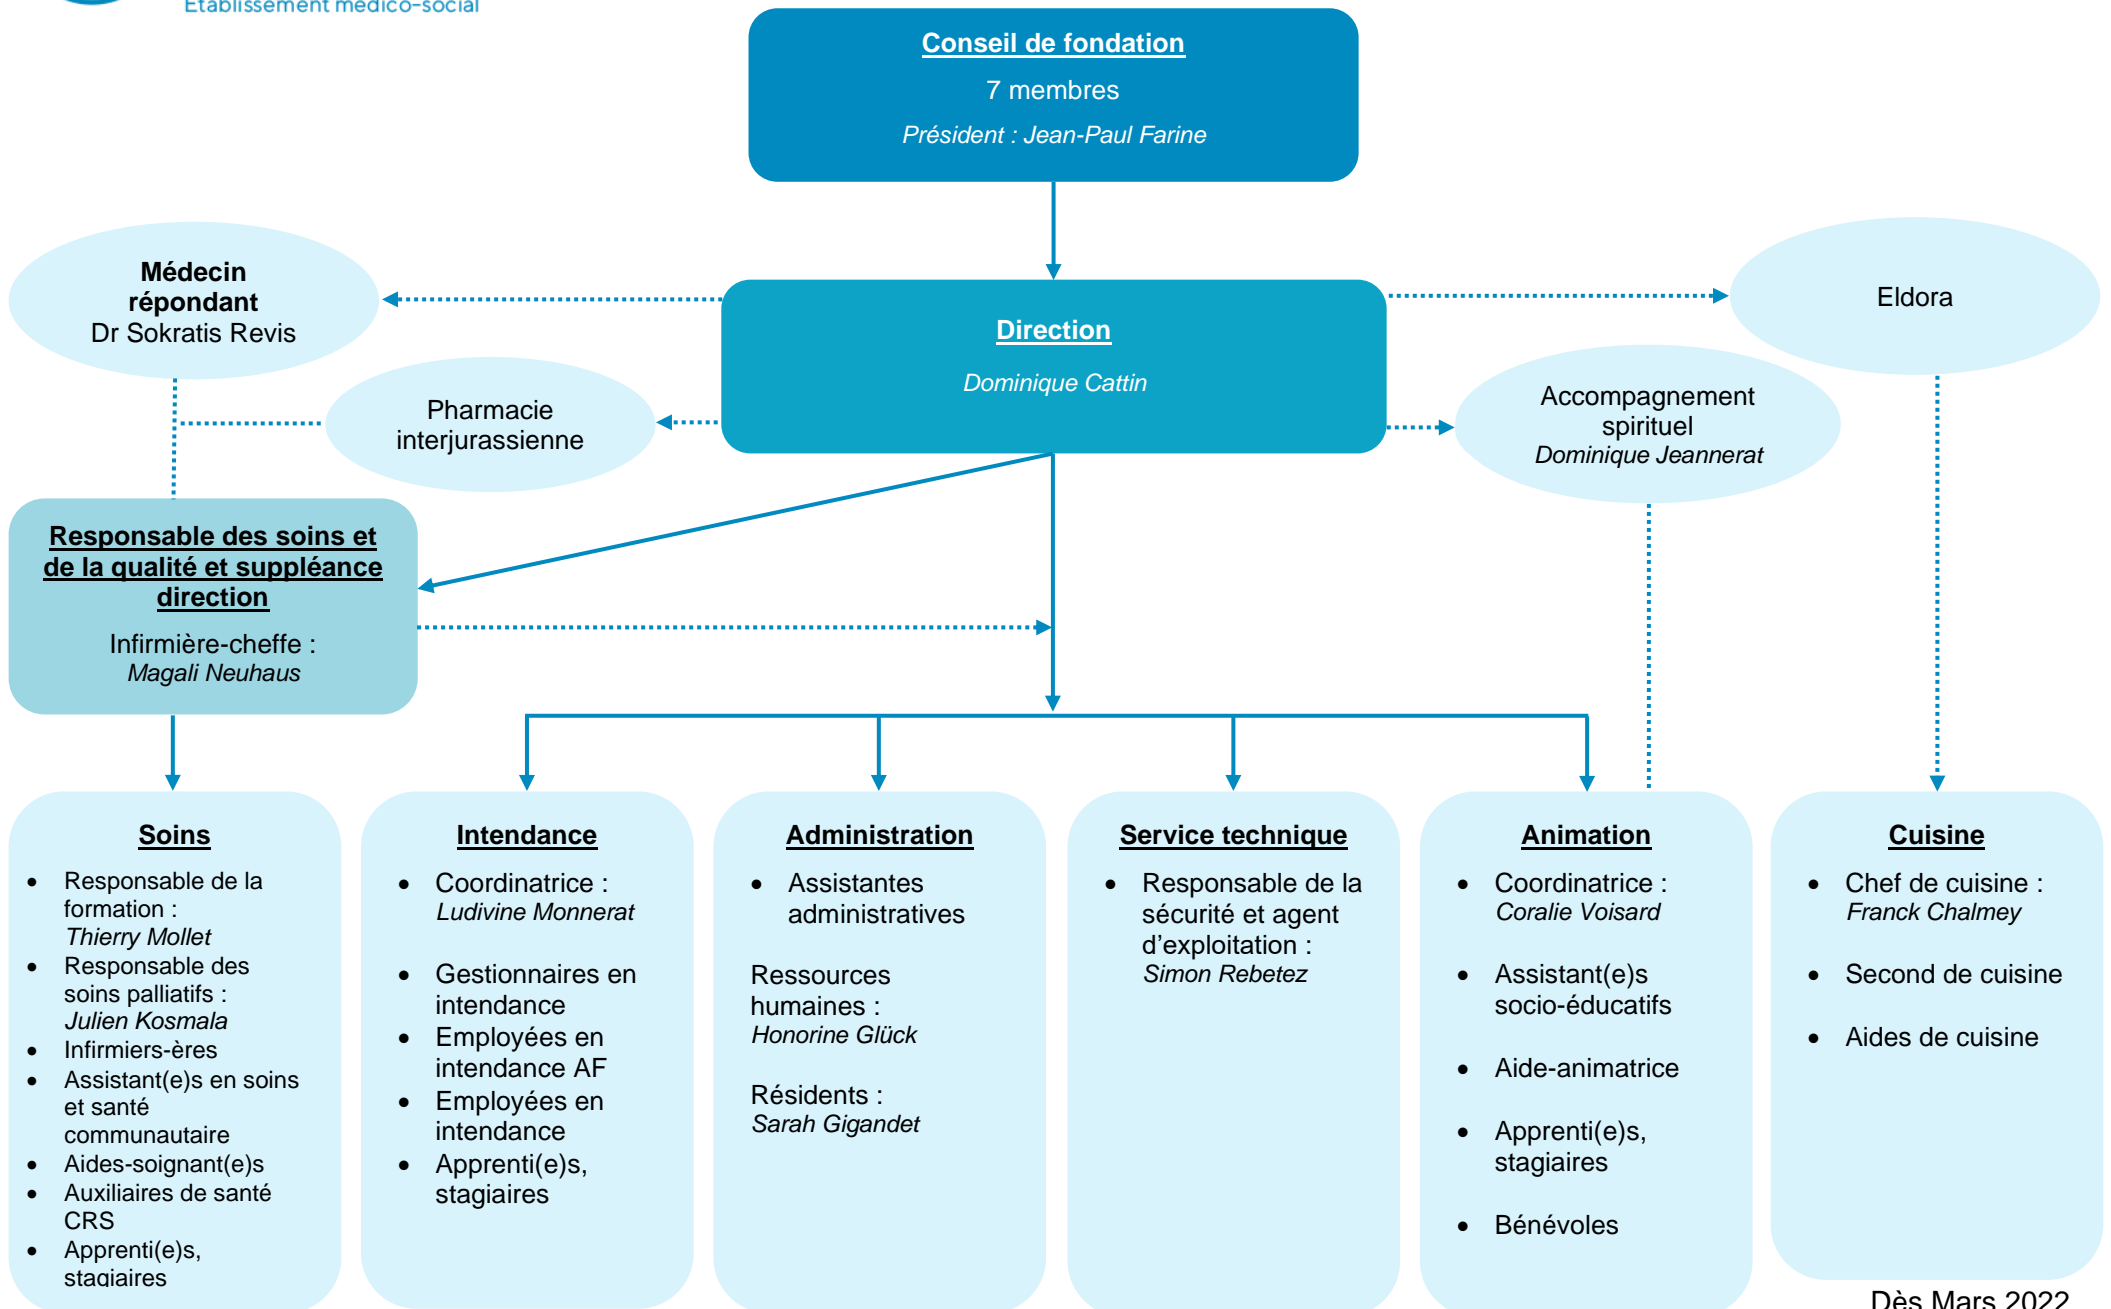 Etablissement médico-social
Conseil de fondation
7 membres
Président : Jean-Paul Farine
Médecin
répondant
Dr Sokratis Revis
Eldora
Direction
Dominique Cattin
Pharmacie
interjurassienne
Accompagnement
spirituel
Dominique Jeannerat
Responsable des soins et
de la qualité et suppléance
direction
Infirmière-cheffe :
Magali Neuhaus
Soins
• Responsable de la
formation :
Thierry Mollet
• Responsable des
soins palliatifs :
Julien Kosmala
• Infirmiers-ères
• Assistant(e)s en soins
et santé
communautaire
• Aides-soignant(e)s
• Auxiliaires de santé
CRS
• Apprenti(e)s,
stagiaires
Intendance
• Coordinatrice :
Ludivine Monnerat
• Gestionnaires en
intendance
• Employées en
intendance AF
• Employées en
intendance
• Apprenti(e)s,
stagiaires
Administration
• Assistantes
administratives
Ressources
humaines :
Honorine Glück
Résidents :
Sarah Gigandet
Service technique
• Responsable de la
sécurité et agent
d’exploitation :
Simon Rebetez
Animation
• Coordinatrice :
Coralie Voisard
• Assistant(e)s
socio-éducatifs
• Aide-animatrice
• Apprenti(e)s,
stagiaires
• Bénévoles
Cuisine
• Chef de cuisine :
Franck Chalmey
• Second de cuisine
• Aides de cuisine
Dès Mars 2022